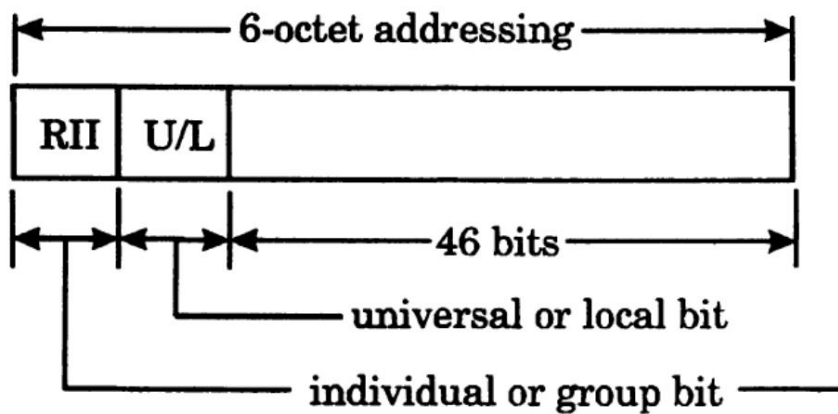 6-octet addressing
RII U/L
46 bits
universal or local bit
individual or group bit